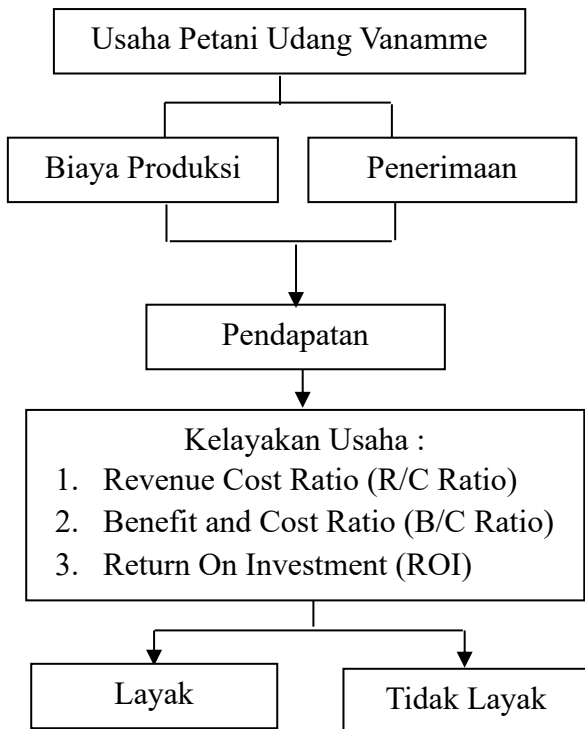 Usaha Petani Udang Vanamme
Biaya Produksi
Penerimaan
Pendapatan
Kelayakan Usaha :
1. Revenue Cost Ratio (R/C Ratio)
2. Benefit and Cost Ratio (B/C Ratio)
3. Return On Investment (ROI)
Layak
Tidak Layak